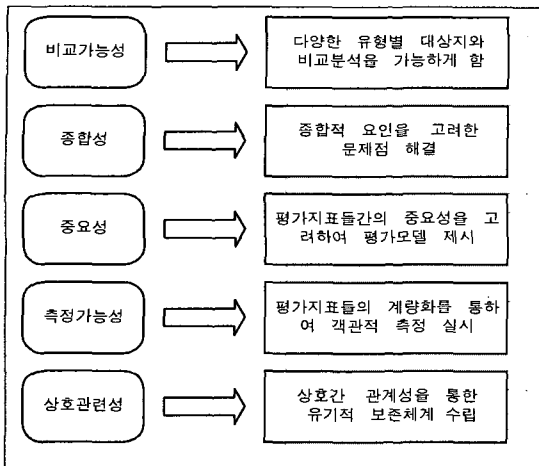 비교가능성
다양한 유형별 대상지와
비교분석을 가능하게 함
종합성
종합적 요인을 고려한
문제점 해결
중요성
평가지표들간의 중요성을 고
려하여 평가모델 제시
측정가능성
평가지표들의 계량화를 통하
여 객관적 측정 실시
상호관련성
상호간 관계성을 통한
유기적 보존체계 수립